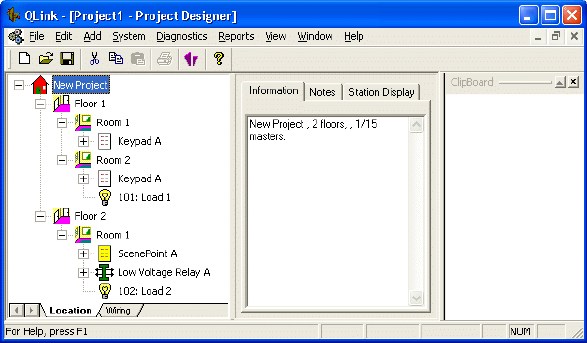 QLink - [Project1 - Project Designer]
File Edit Add System Diagnostics Reports View Window Help
New Project
Floor 1
Room 1
Keypad A
Room 2
Keypad A
101: Load 1
Floor 2
Room 1
ScenePoint A
Low Voltage Relay A
102: Load 2
Location Wiring
Information Notes Station Display
New Project , 2 floors, , 1/15
masters.
ClipBoard
For Help, press F1
NUM